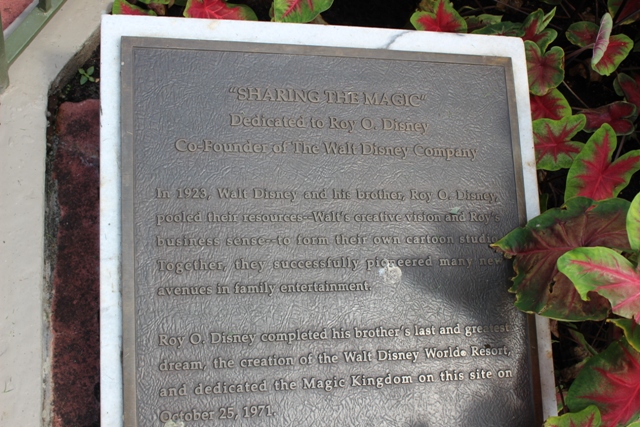 "SHARING THE MAGIC"
Dedicated to Roy O. Disney
Co-Founder of The Walt Disney Company
In 1923, Walt Disney and his brother, Roy O. Disney,
pooled their resources--Walt's creative vision and Roy's
business sense--to form their own cartoon studio.
Together, they successfully pioneered many new
avenues in family entertainment.
Roy O. Disney completed his brother's last and greatest
dream, the creation of the Walt Disney World® Resort,
and dedicated the Magic Kingdom on this site on
October 25, 1971.